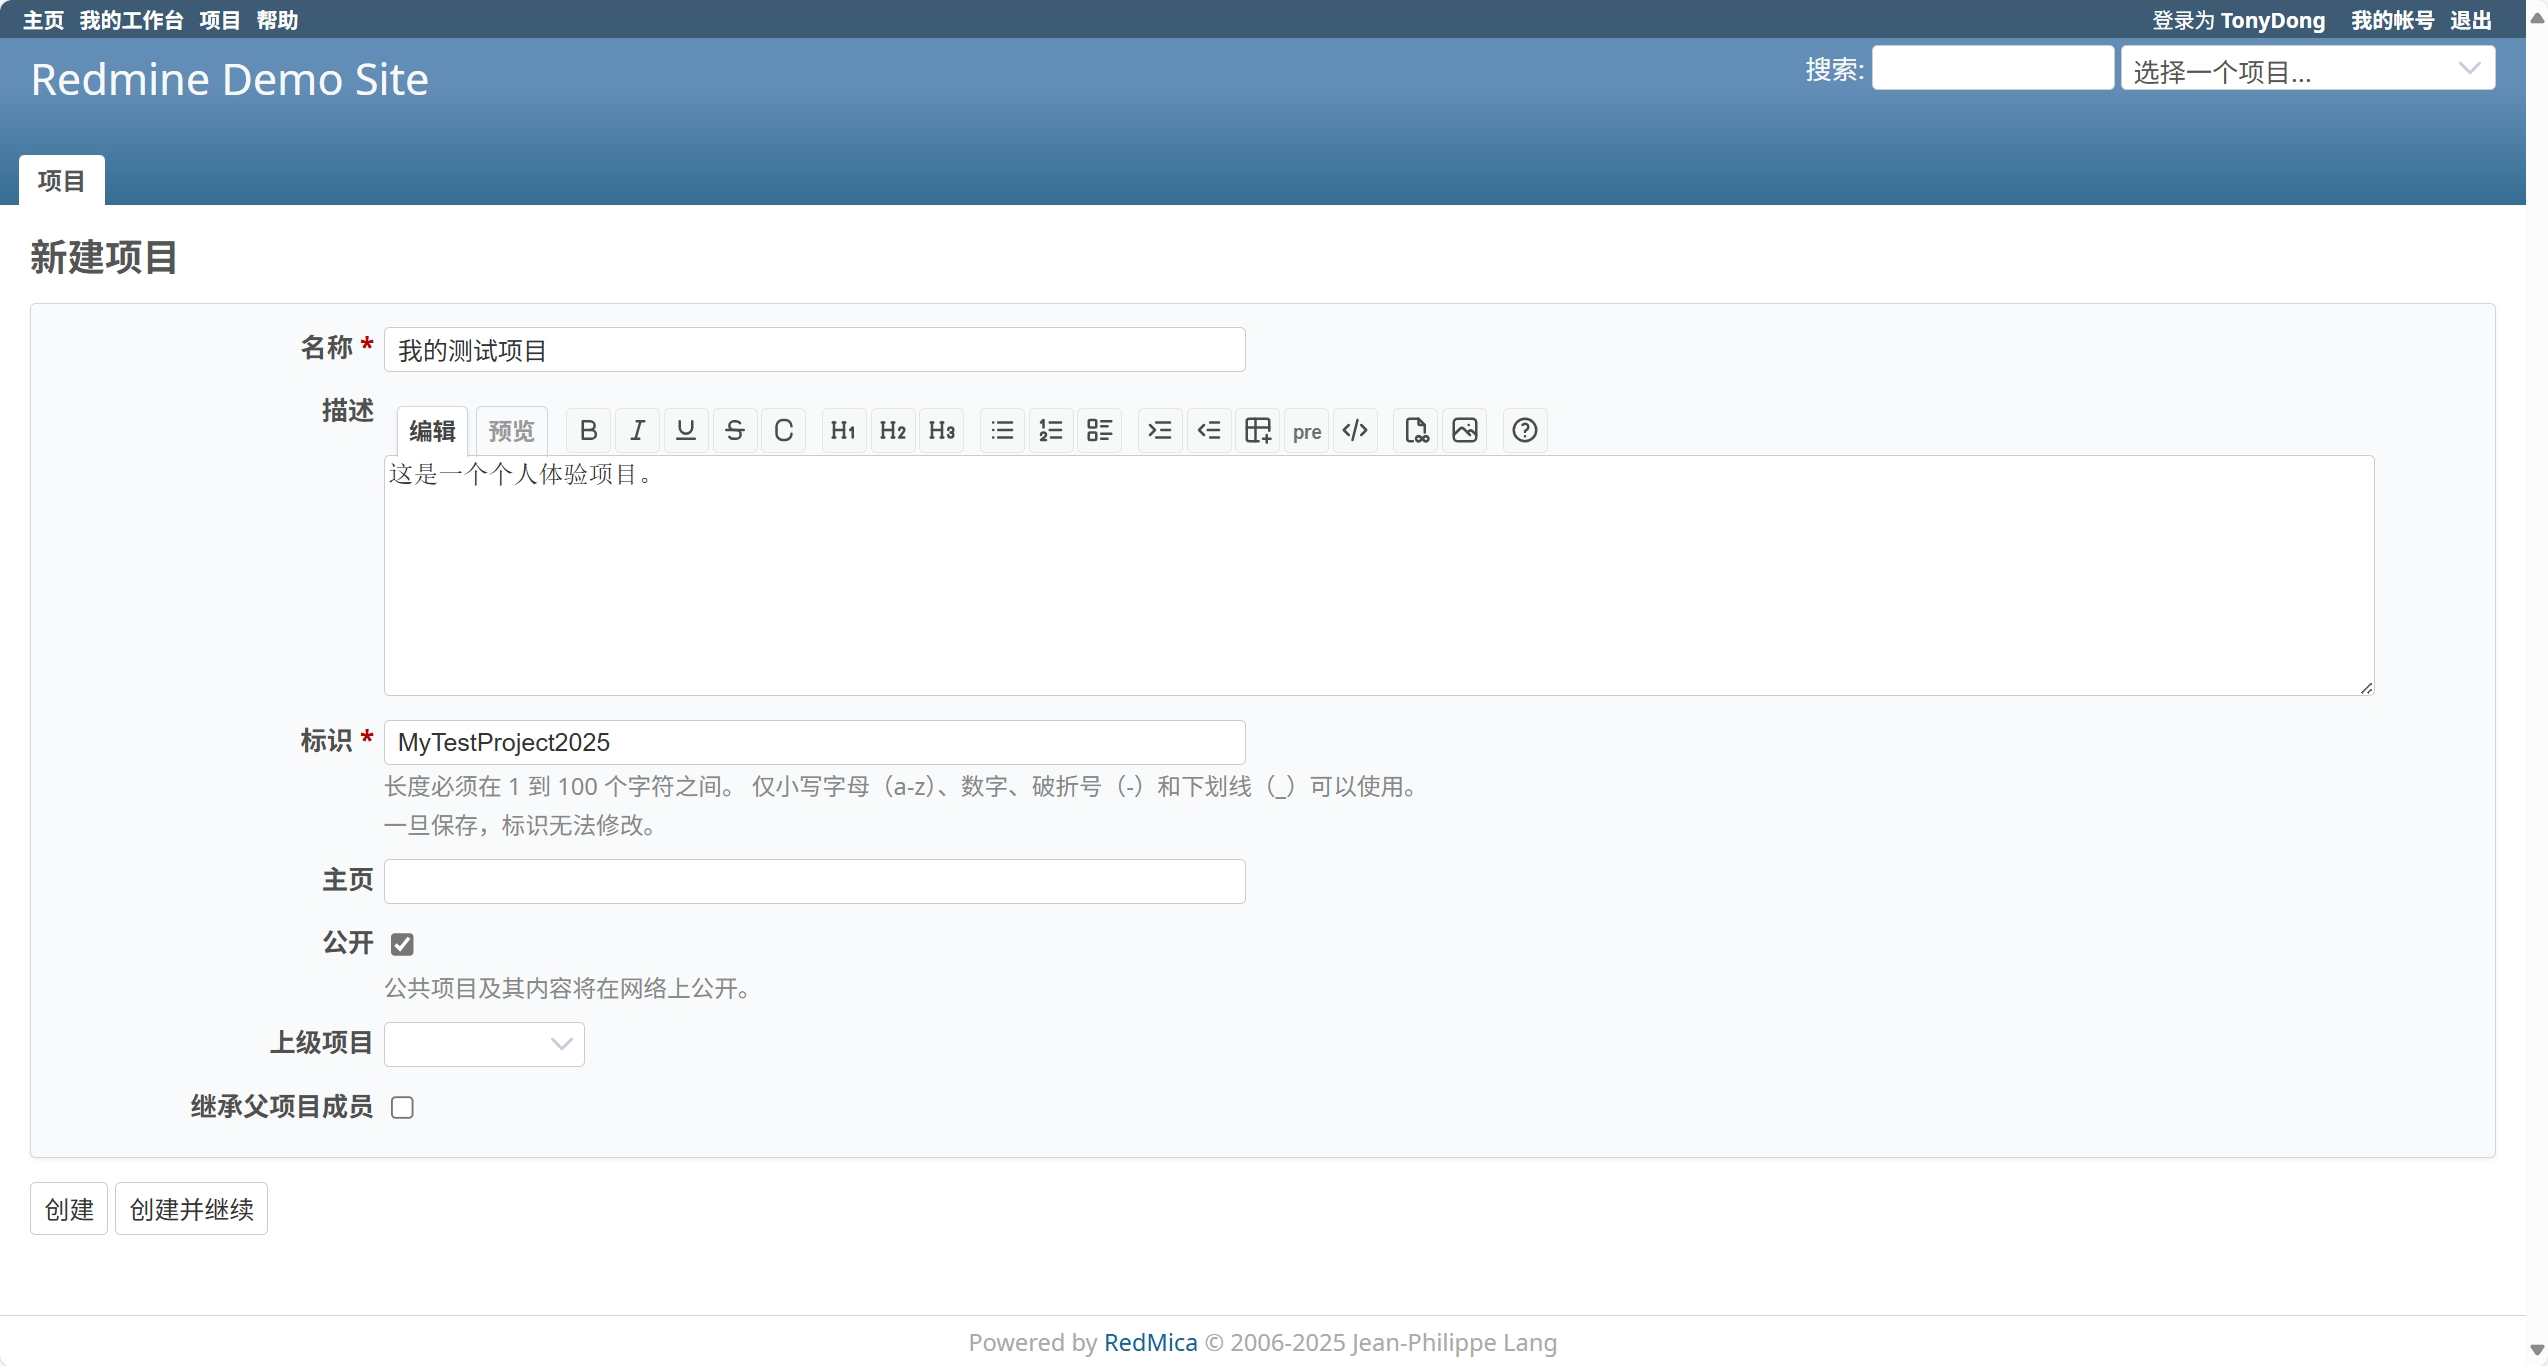 主页 我的工作台 项目 帮助 登录为 TonyDong 我的帐号 退出
Redmine Demo Site 搜索: 选择一个项目...
项目
新建项目
名称 * 我的测试项目
描述 编辑 预览 B I U S C H1 H2 H3 pre </>
这是一个个人体验项目。
标识 * MyTestProject2025
长度必须在 1 到 100 个字符之间。 仅小写字母（a-z）、数字、破折号（-）和下划线（_）可以使用。
一旦保存，标识无法修改。
主页
公开
公共项目及其内容将在网络上公开。
上级项目
继承父项目成员
创建 创建并继续
Powered by RedMica © 2006-2025 Jean-Philippe Lang